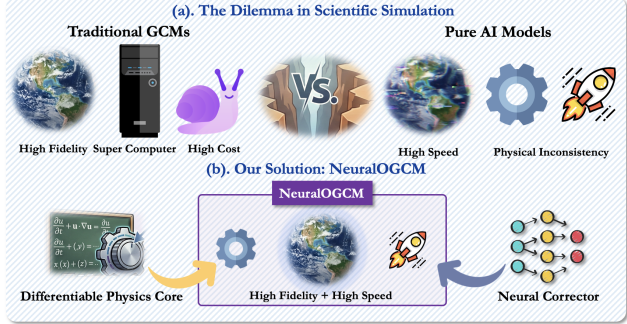 (a). The Dilemma in Scientific Simulation
Traditional GCMs
Pure AI Models
VS.
High Fidelity
Super Computer
High Cost
High Speed
Physical Inconsistency
(b). Our Solution: NeuralOGCM
NeuralOGCM
Differentiable Physics Core
High Fidelity + High Speed
Neural Corrector